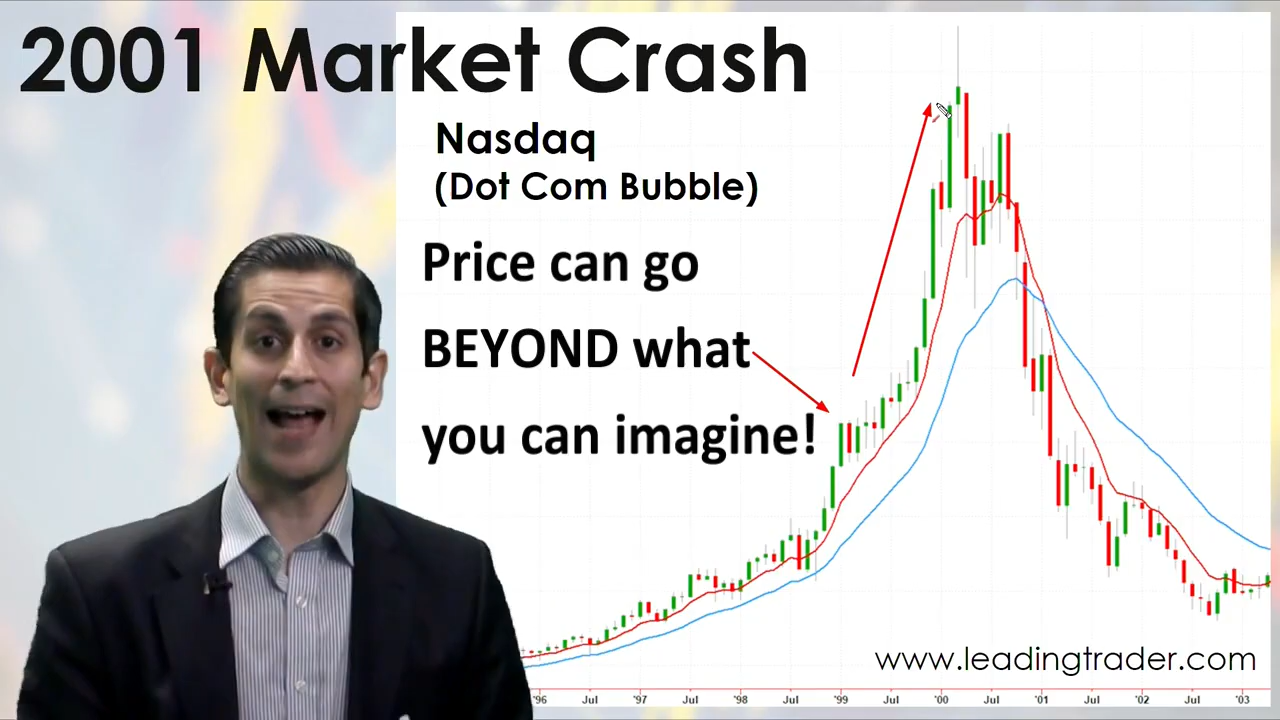 2001 Market Crash
Nasdaq
(Dot Com Bubble)
Price can go
BEYOND what
you can imagine!
www.leadingtrader.com
'96 Jul '97 Jul '98 Jul '99 Jul '00 Jul '01 Jul '02 Jul '03